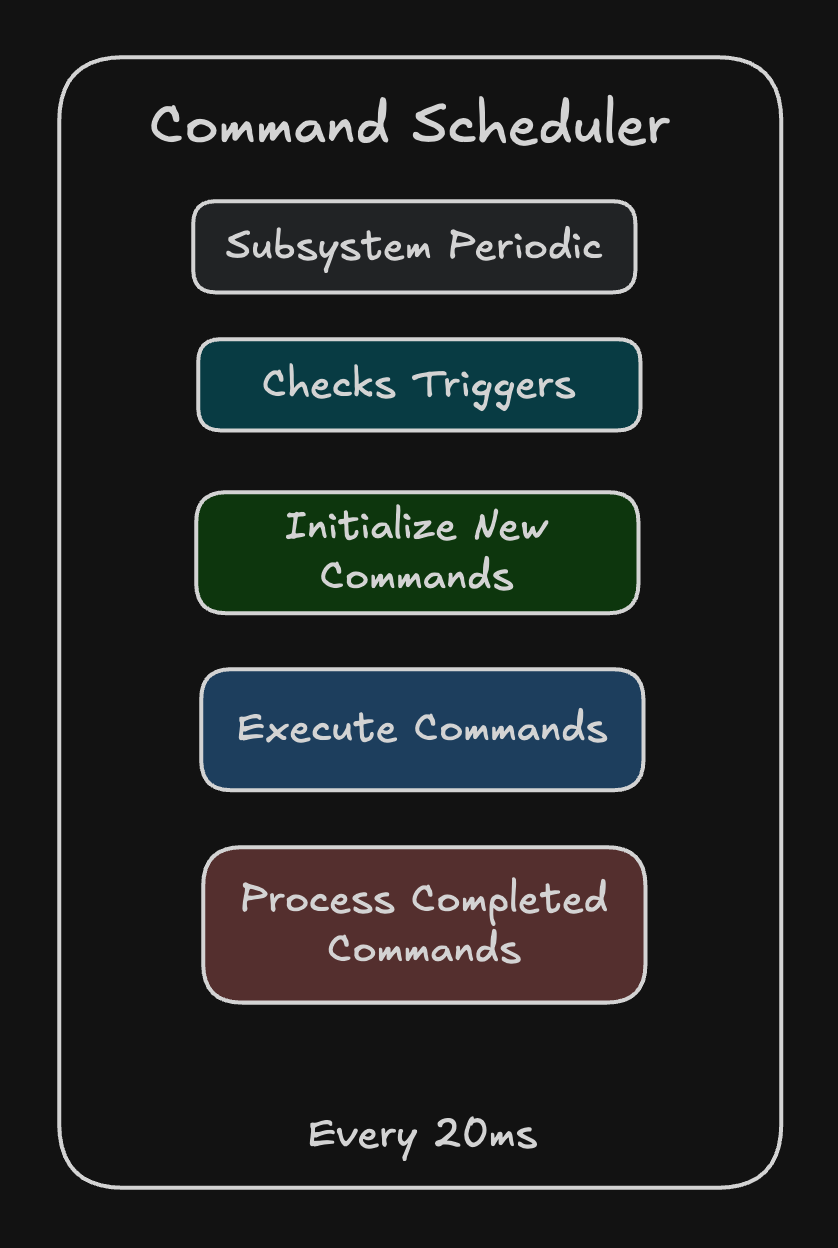 Command Scheduler
Subsystem Periodic
Checks Triggers
Initialize New
Commands
Execute Commands
Process Completed
Commands
Every 20ms